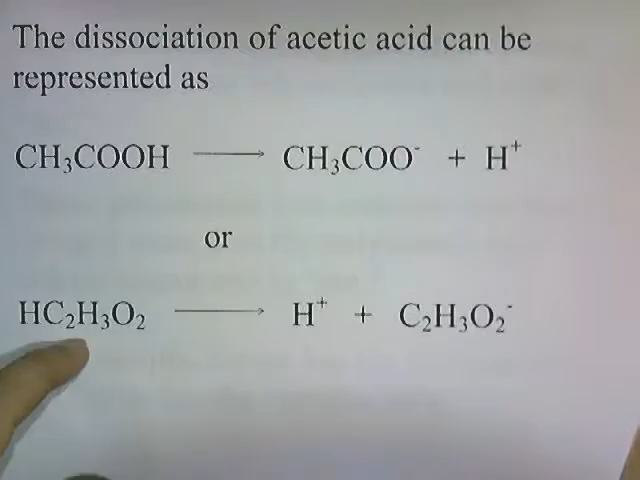 The dissociation of acetic acid can be
represented as
CH₃COOH ⟶ CH₃COO⁻ + H⁺
or
HC₂H₃O₂ ⟶ H⁺ + C₂H₃O₂⁻